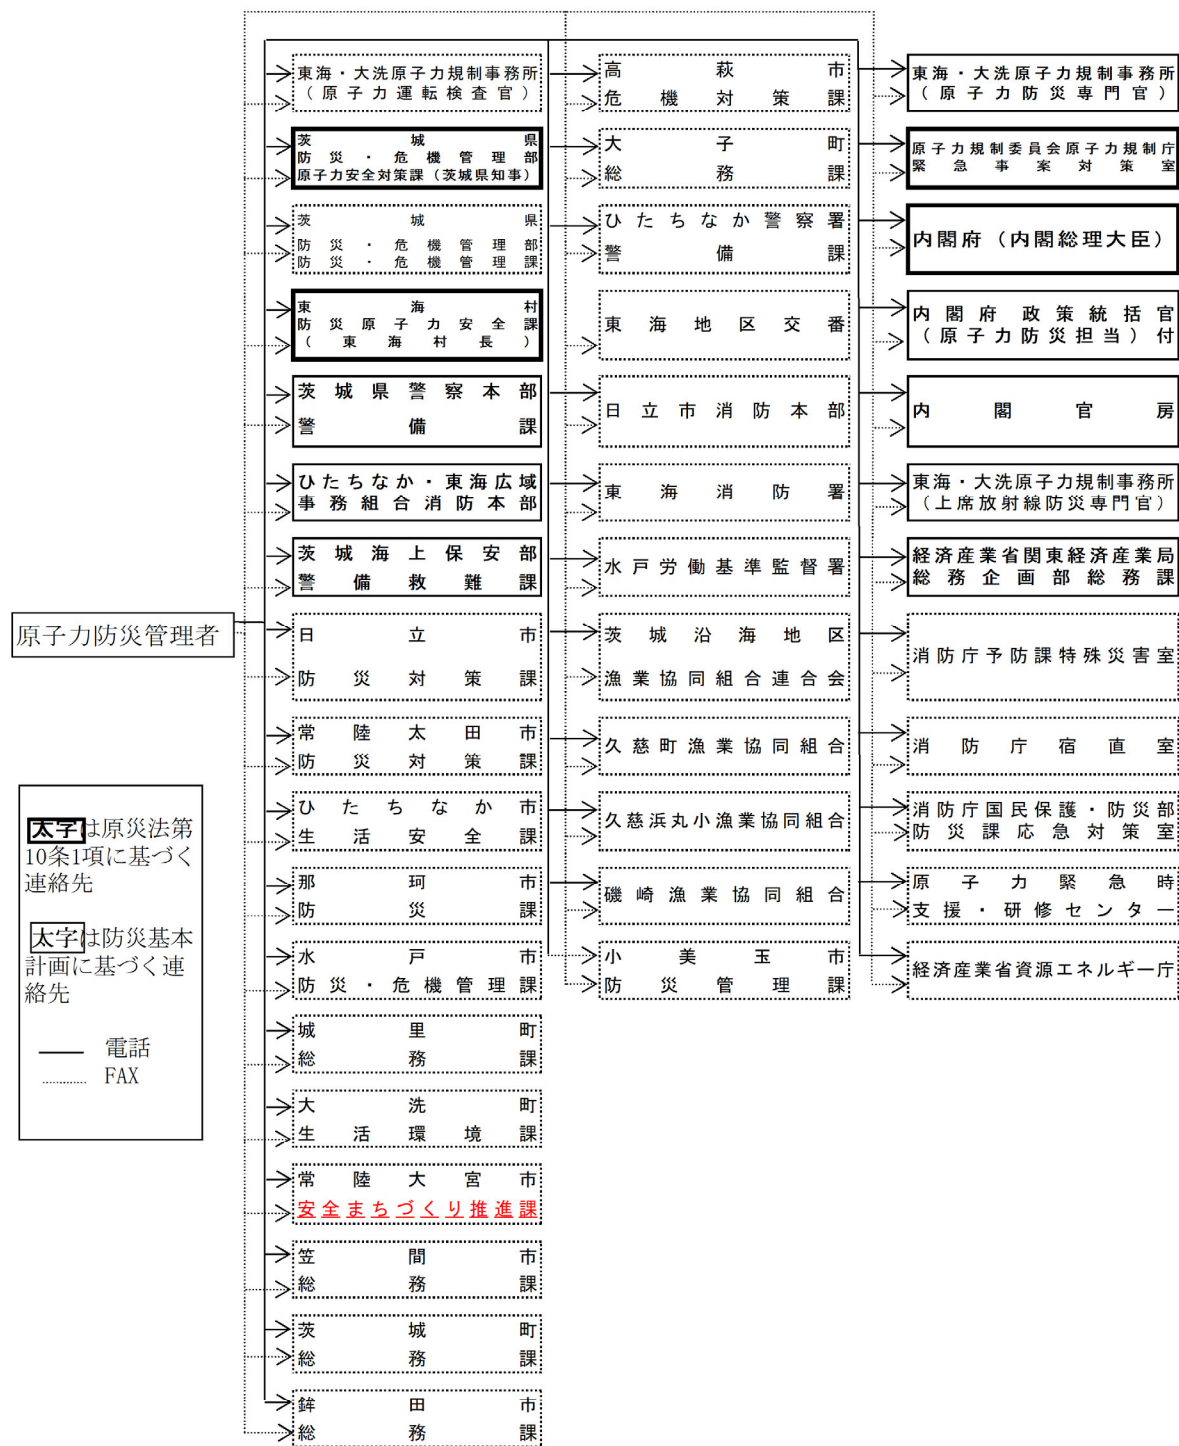 原子力防災管理者
太字は原災法第
10条1項に基づく
連絡先
太字は防災基本
計画に基づく連
絡先
電話
FAX
東海・大洗原子力規制事務所
（原子力運転検査官）
茨城県
防災・危機管理部
原子力安全対策課（茨城県知事）
茨城県
防災・危機管理部
防災・危機管理課
東海村
防災原子力安全課
（東海村長）
茨城県警察本部
警備課
ひたちなか・東海広域
事務組合消防本部
茨城海上保安部
警備救難課
日立市
防災対策課
常陸太田市
防災対策課
ひたちなか市
生活安全課
那珂市
防災課
水戸市
防災・危機管理課
城里町
総務課
大洗町
生活環境課
常陸大宮市
安全まちづくり推進課
笠間市
総務課
茨城町
総務課
鉾田市
総務課
高萩市
危機対策課
大子町
総務課
ひたちなか警察署
警備課
東海地区交番
日立市消防本部
東海消防署
水戸労働基準監督署
茨城沿海地区
漁業協同組合連合会
久慈町漁業協同組合
久慈浜丸小漁業協同組合
磯崎漁業協同組合
小美玉市
防災管理課
東海・大洗原子力規制事務所
（原子力防災専門官）
原子力規制委員会原子力規制庁
緊急事案対策室
内閣府（内閣総理大臣）
内閣府政策統括官
（原子力防災担当）付
内閣官房
東海・大洗原子力規制事務所
（上席放射線防災専門官）
経済産業省関東経済産業局
総務企画部総務課
消防庁予防課特殊災害室
消防庁宿直室
消防庁国民保護・防災部
防災課応急対策室
原子力緊急時
支援・研修センター
経済産業省資源エネルギー庁